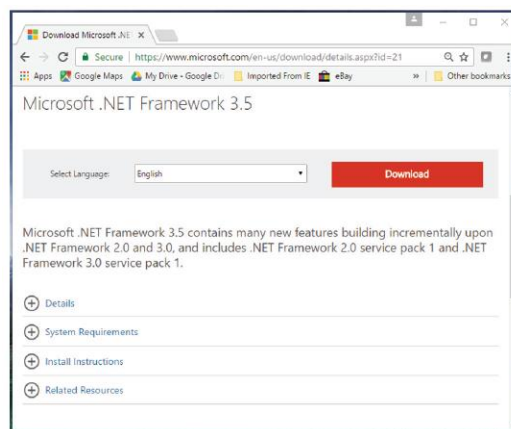 Download Microsoft .NET
Secure | https://www.microsoft.com/en-us/download/details.aspx?id=21
Apps Google Maps My Drive - Google Dr Imported From IE eBay » Other bookmarks
Microsoft .NET Framework 3.5
Select Language: English Download
Microsoft .NET Framework 3.5 contains many new features building incrementally upon
.NET Framework 2.0 and 3.0, and includes .NET Framework 2.0 service pack 1 and .NET
Framework 3.0 service pack 1.
Details
System Requirements
Install Instructions
Related Resources